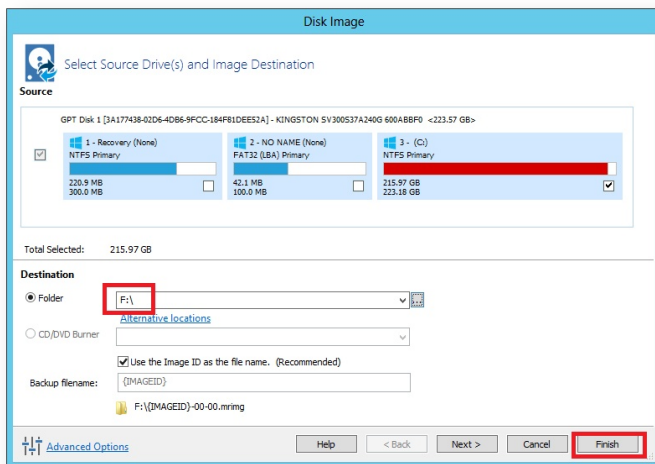 Disk Image
Select Source Drive(s) and Image Destination
Source
GPT Disk 1 [3A177438-02D6-4DB6-9FCC-184F81DEE52A] - KINGSTON SV300S37A240G 600ABBF0 <223.57 GB>
1 - Recovery (None)
NTFS Primary
220.9 MB
300.0 MB
2 - NO NAME (None)
FAT32 (LBA) Primary
42.1 MB
100.0 MB
3 - (C:)
NTFS Primary
215.97 GB
223.18 GB
Total Selected: 215.97 GB
Destination
Folder F:\ ...
Alternative locations
CD/DVD Burner
Use the Image ID as the file name. (Recommended)
Backup filename: {IMAGEID}
F:\{IMAGEID}-00-00.mrimg
Advanced Options Help < Back Next > Cancel Finish